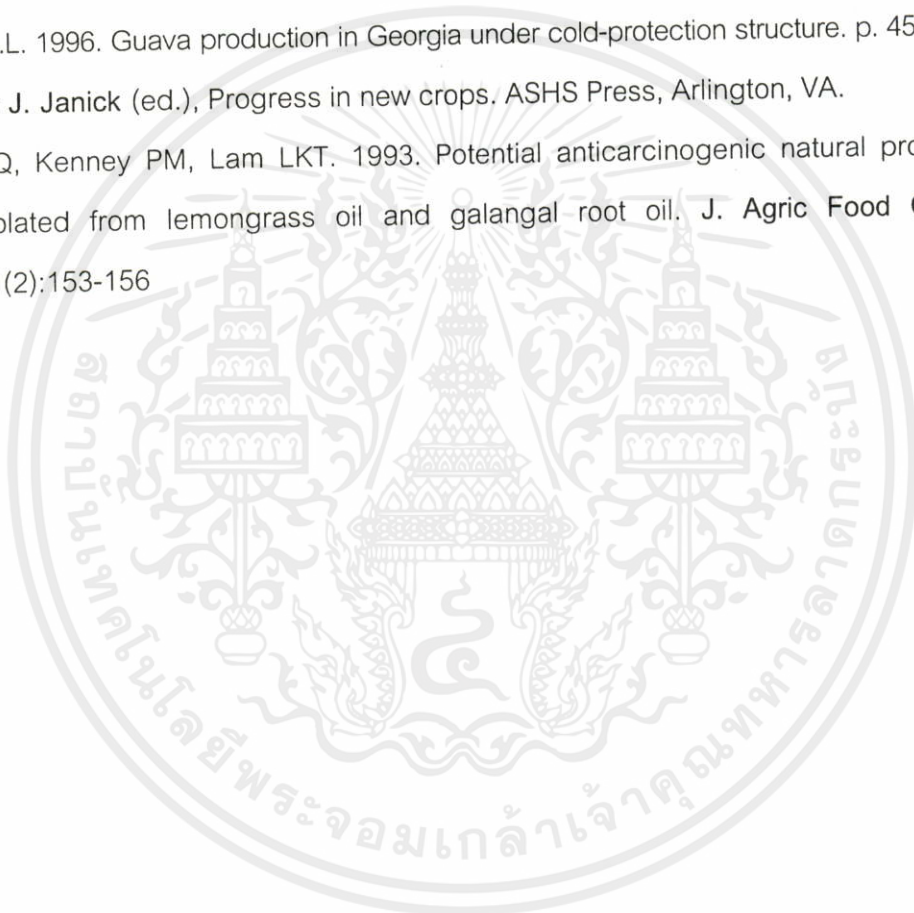 .L. 1996. Guava production in Georgia under cold-protection structure. p. 45
J. Janick (ed.), Progress in new crops. ASHS Press, Arlington, VA.
Q, Kenney PM, Lam LKT. 1993. Potential anticarcinogenic natural pro
olated from lemongrass oil and galangal root oil. J. Agric Food
(2):153-156
๔
สถาบันเทคโนโลยีพระจอมเกล้าเจ้าคุณทหารลาดกระบัง